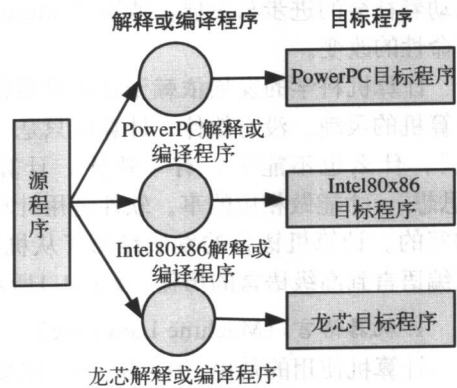 解释或编译程序
目标程序
PowerPC目标程序
PowerPC解释或
编译程序
源程序
Intel80x86
目标程序
Intel80x86解释或
编译程序
龙芯目标程序
龙芯解释或编译程序